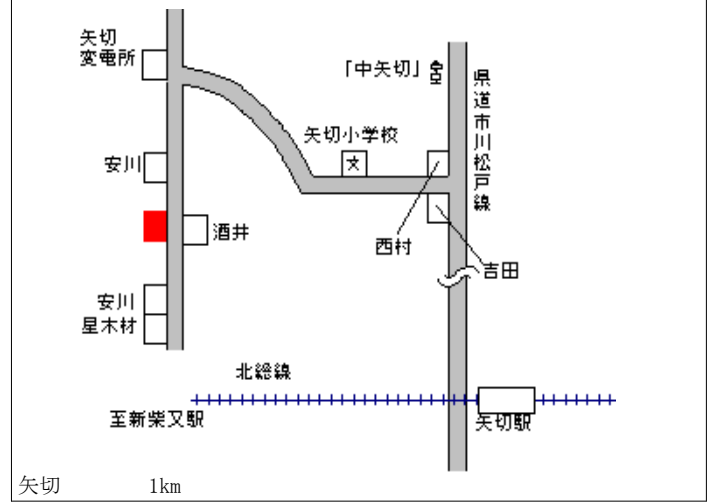 矢切
変電所
「中矢切」
県道市川松戸線
矢切小学校
文
安川
酒井
西村
吉田
安川
星木材
北総線
至新柴又駅
矢切駅
矢切 1km